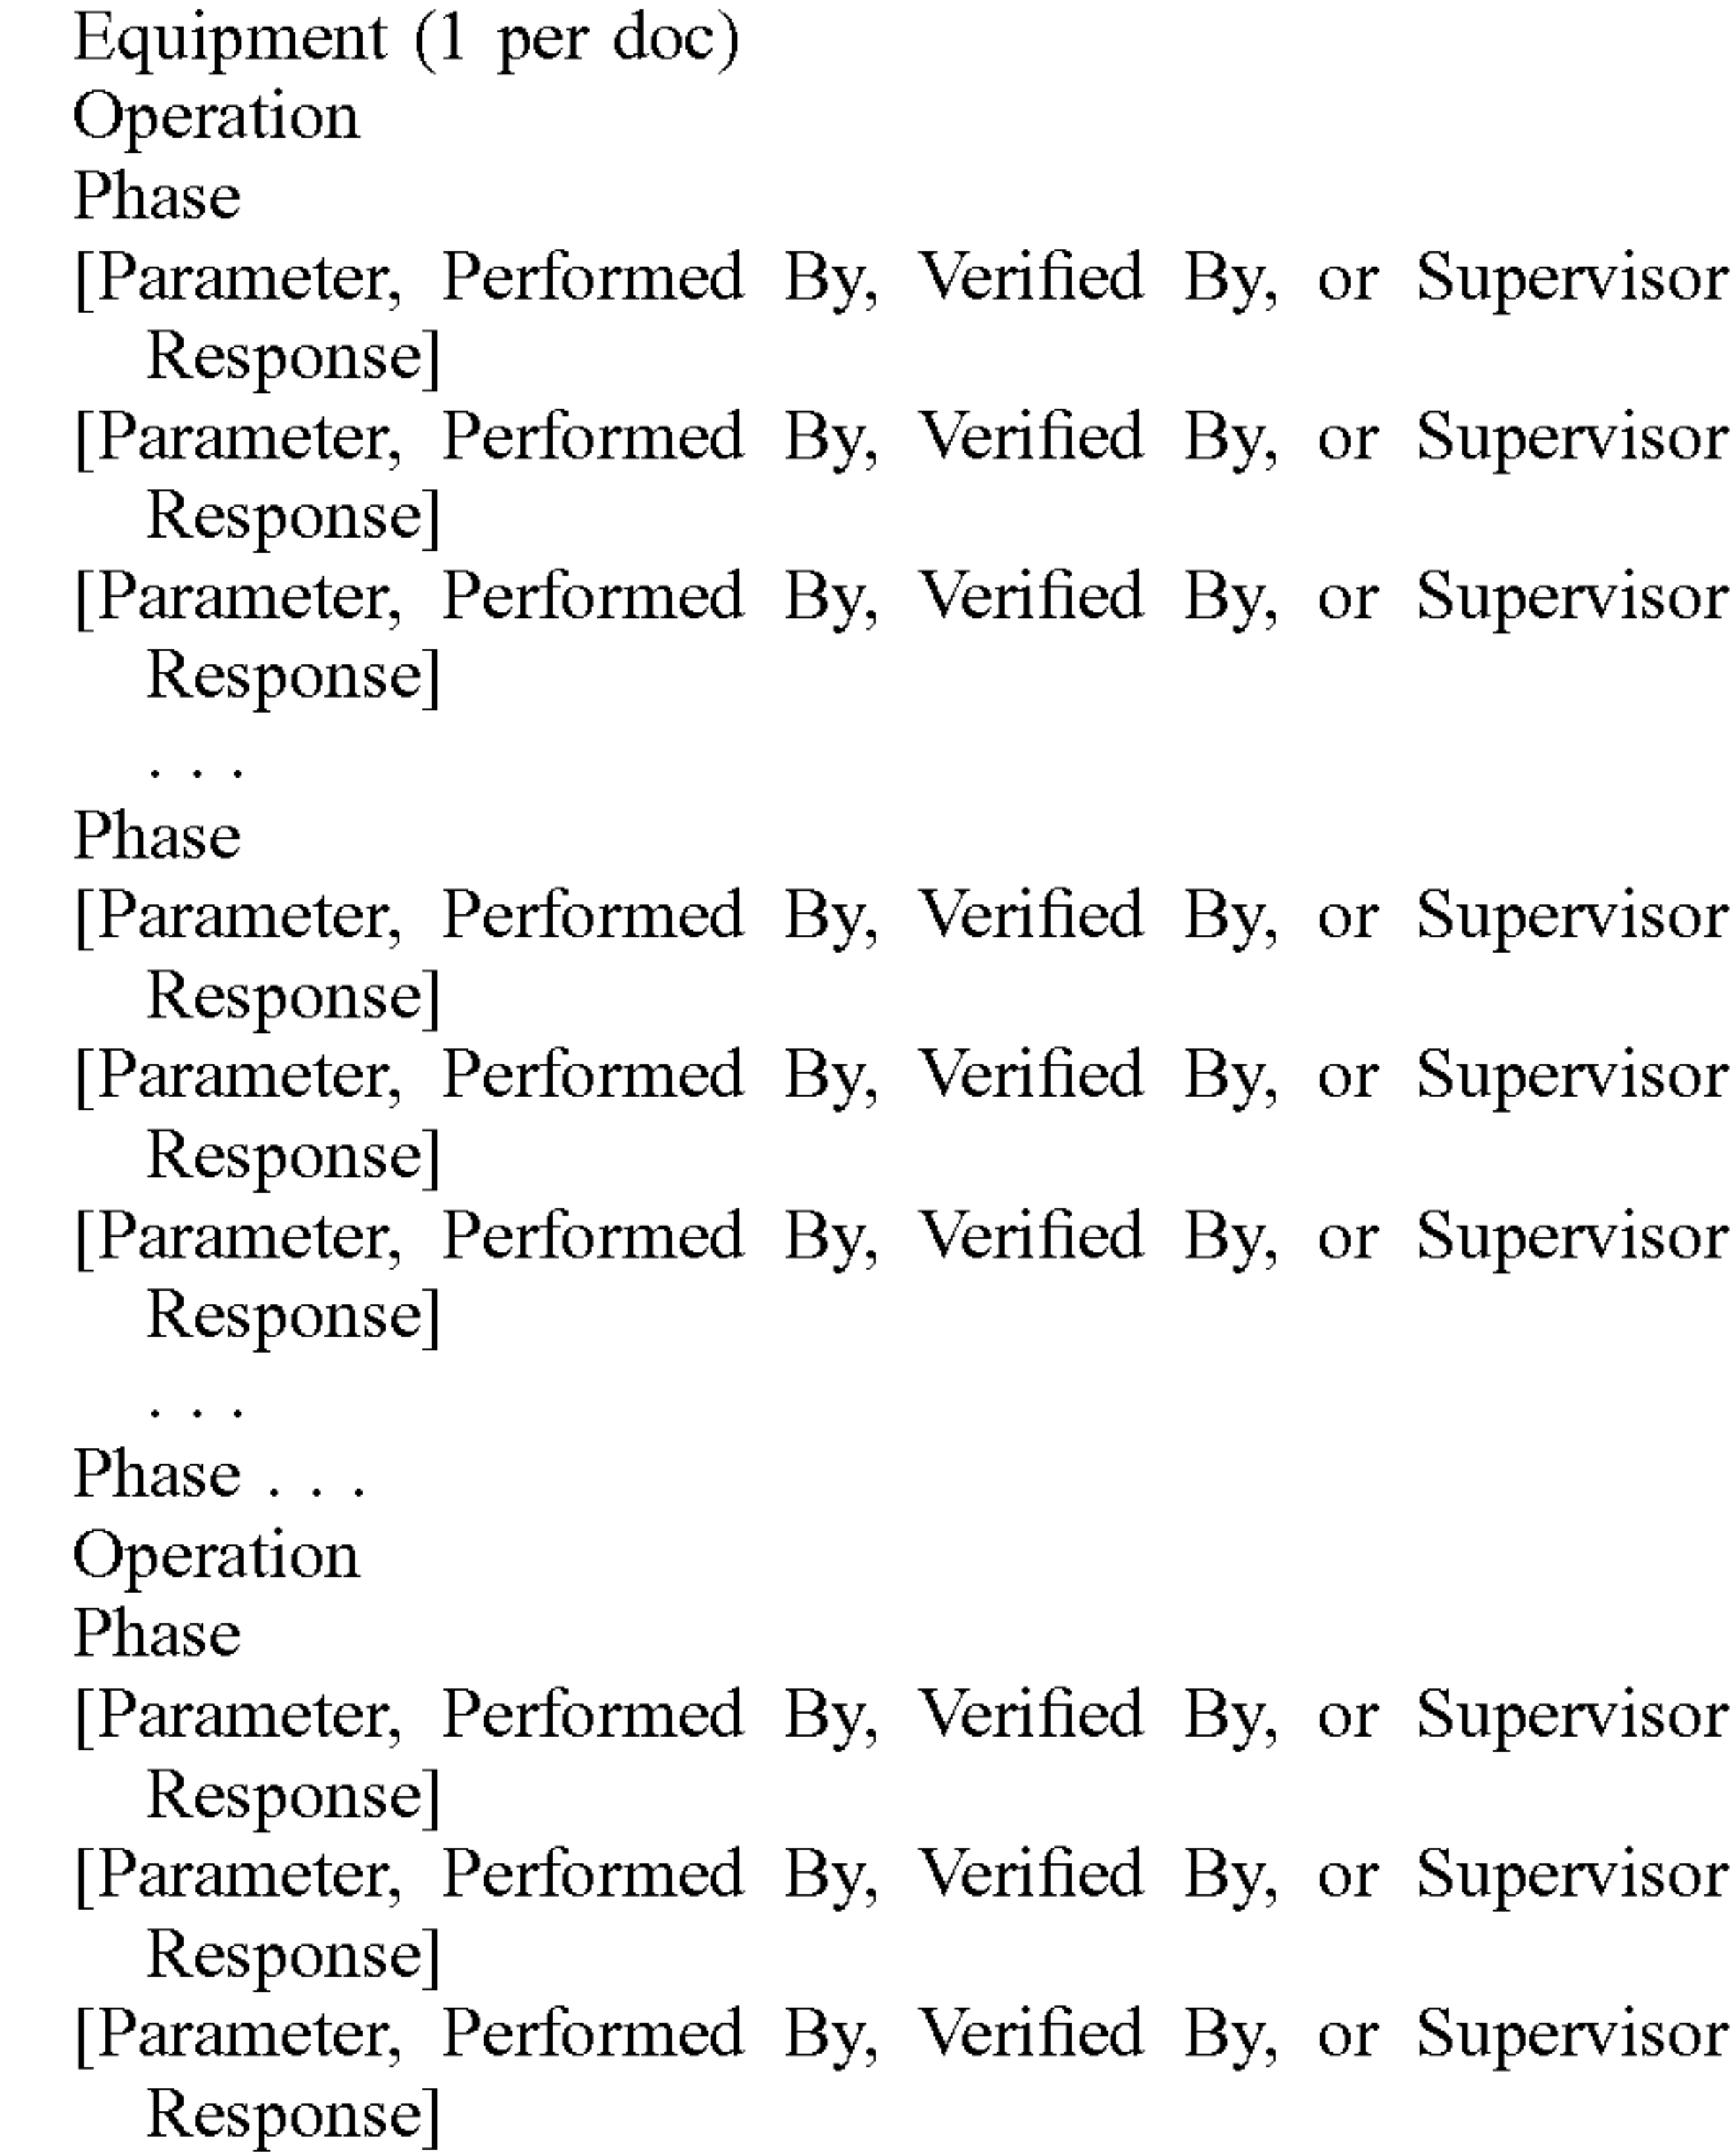 Equipment (1 per doc)
Operation
Phase
[Parameter, Performed By, Verified By, or Supervisor
Response]
[Parameter, Performed By, Verified By, or Supervisor
Response]
[Parameter, Performed By, Verified By, or Supervisor
Response]
. . .
Phase
[Parameter, Performed By, Verified By, or Supervisor
Response]
[Parameter, Performed By, Verified By, or Supervisor
Response]
[Parameter, Performed By, Verified By, or Supervisor
Response]
. . .
Phase . . .
Operation
Phase
[Parameter, Performed By, Verified By, or Supervisor
Response]
[Parameter, Performed By, Verified By, or Supervisor
Response]
[Parameter, Performed By, Verified By, or Supervisor
Response]